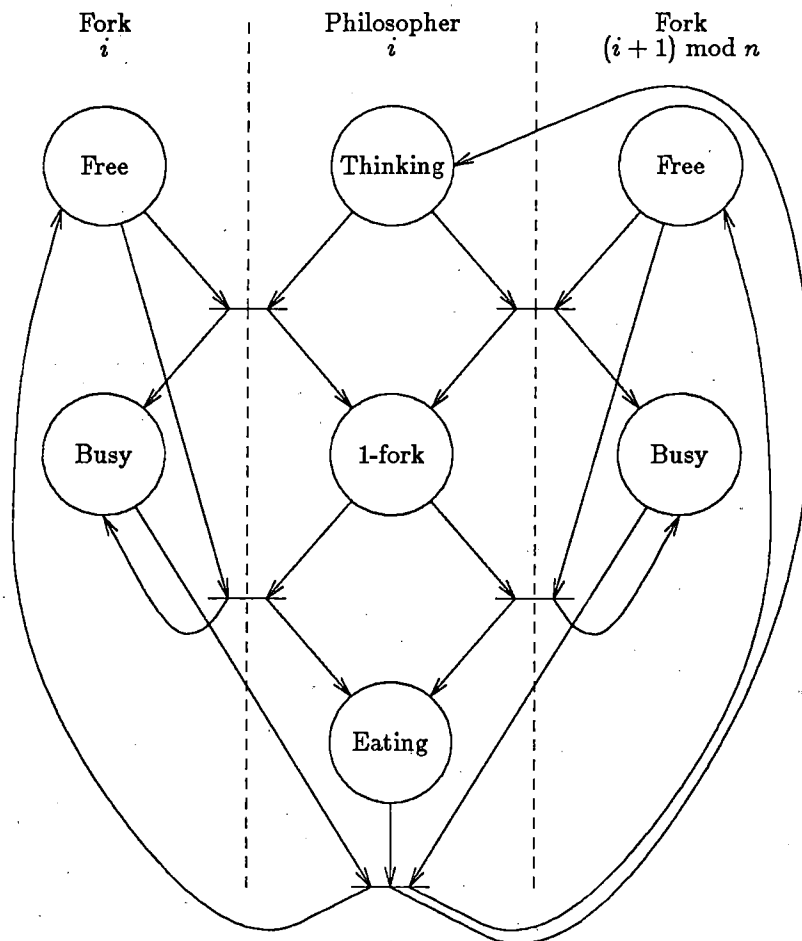 Fork
i
Philosopher
i
Fork
(i + 1) mod n
Free
Thinking
Free
Busy
1-fork
Busy
Eating